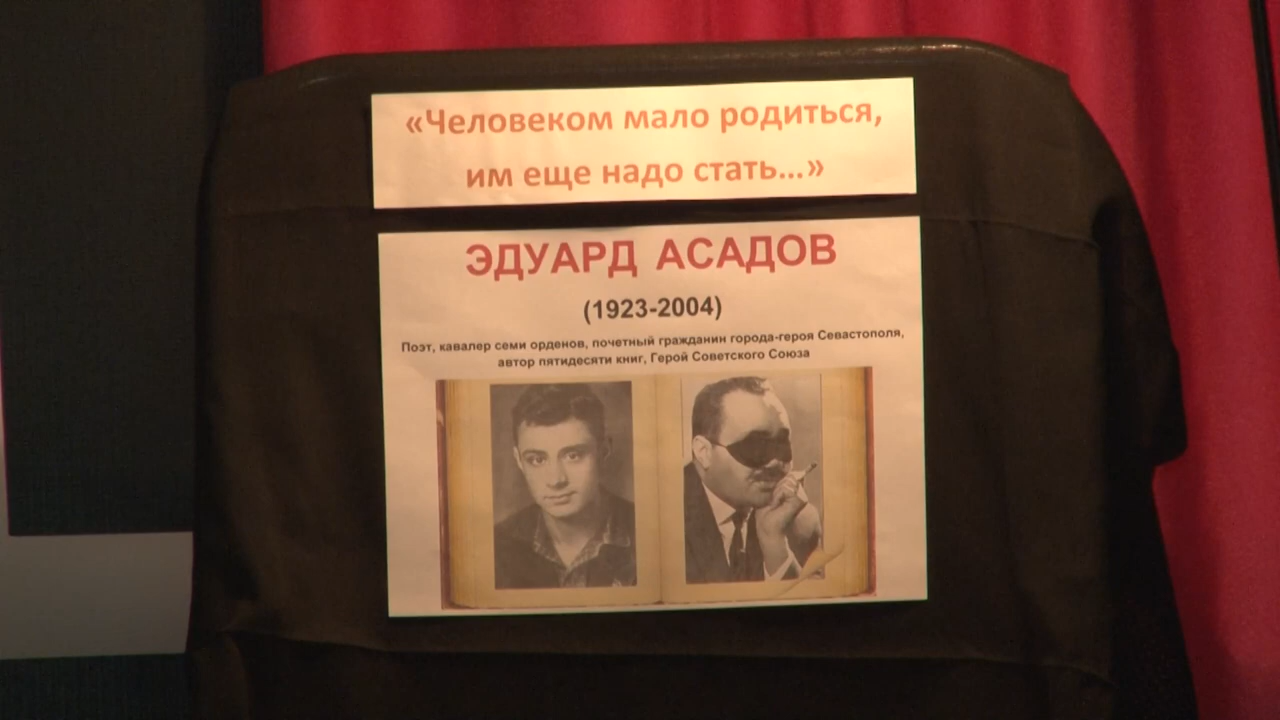 «Человеком мало родиться,
им еще надо стать...»
ЭДУАРД АСАДОВ
(1923-2004)
Поэт, кавалер семи орденов, почетный гражданин города-героя Севастополя,
автор пятидесяти книг, Герой Советского Союза